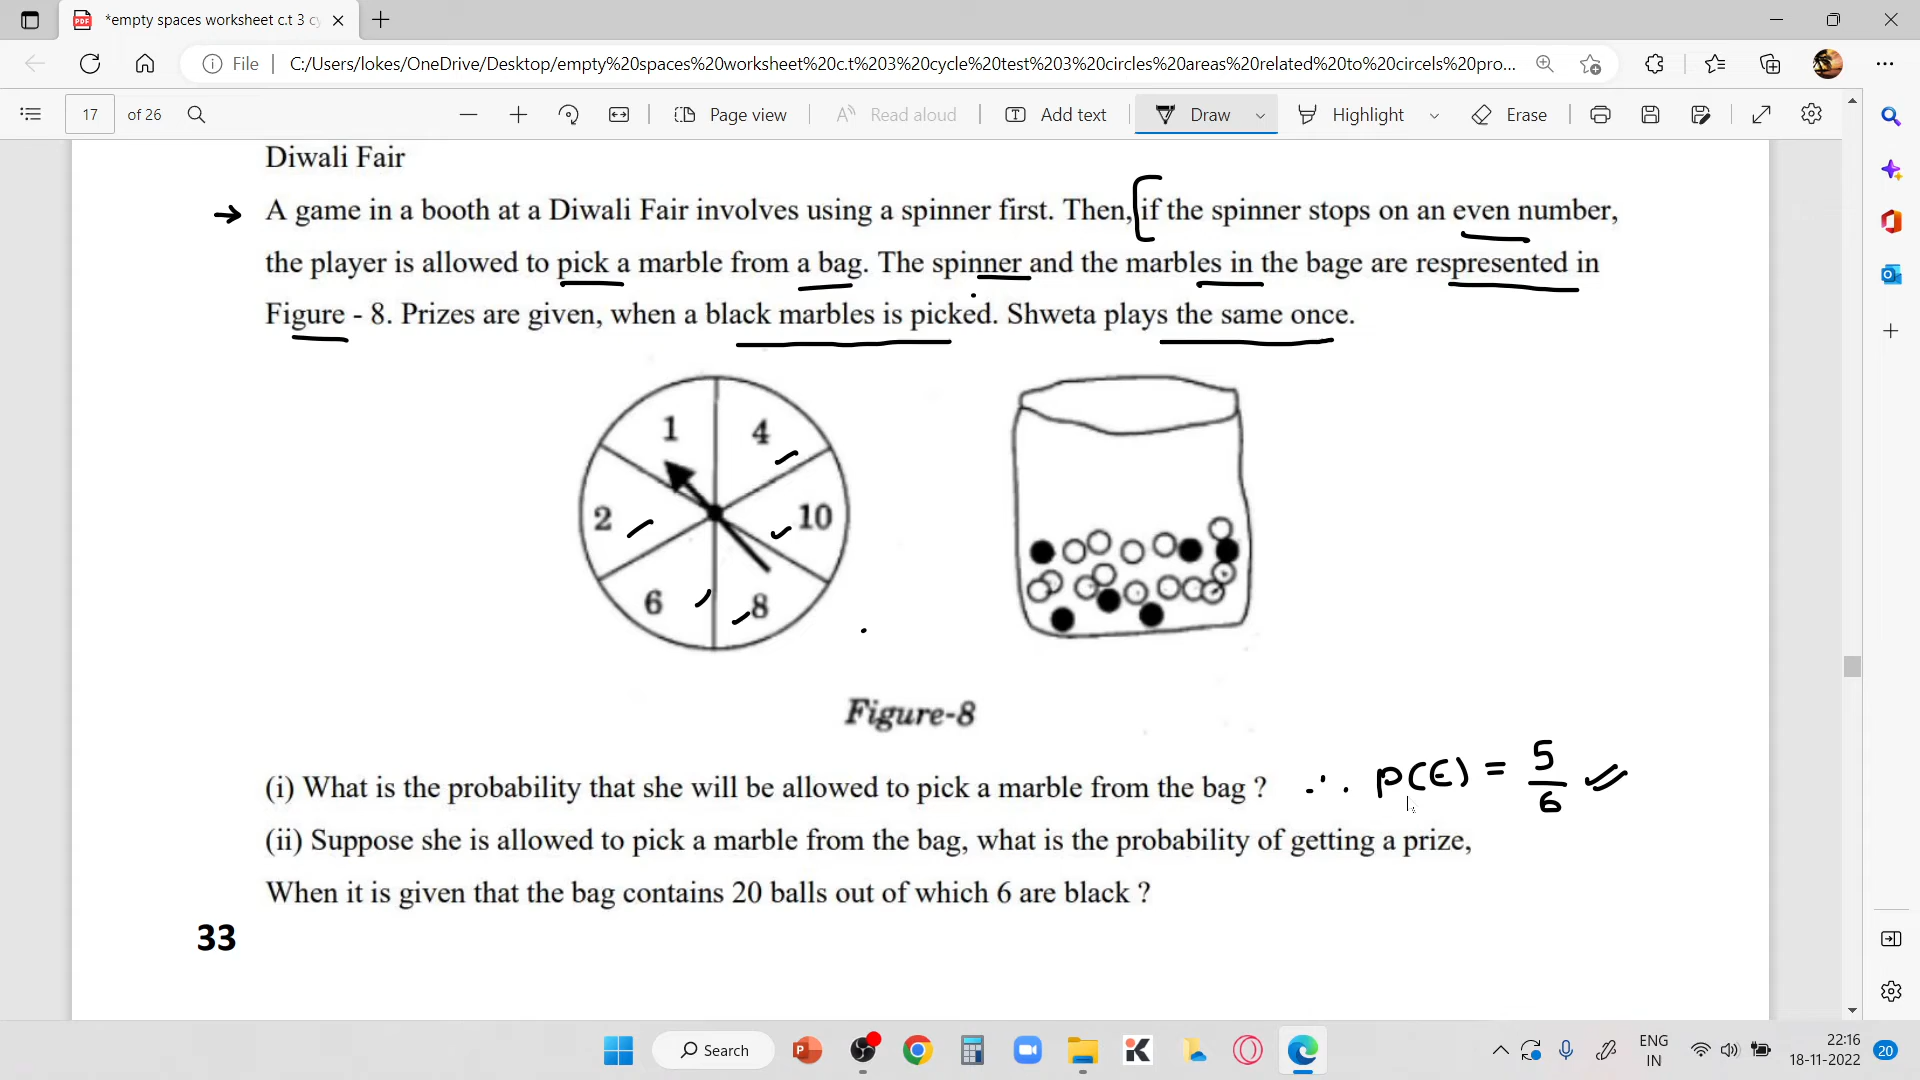 *empty spaces worksheet c.t 3 cy
File
C:/Users/lokes/OneDrive/Desktop/empty%20spaces%20worksheet%20c.t%203%20cycle%20test%203%20circles%20areas%20related%20to%20circels%20pro...
17 of 26
Page view
Read aloud
Add text
Draw
Highlight
Erase
Diwali Fair
→ A game in a booth at a Diwali Fair involves using a spinner first. Then, [if the spinner stops on an even number,
the player is allowed to pick a marble from a bag. The spinner and the marbles in the bage are respresented in
Figure - 8. Prizes are given, when a black marbles is picked. Shweta plays the same once.
1 4
2 10
6 8
Figure-8
(i) What is the probability that she will be allowed to pick a marble from the bag ? ∴ P(E) = 5/6
(ii) Suppose she is allowed to pick a marble from the bag, what is the probability of getting a prize,
When it is given that the bag contains 20 balls out of which 6 are black ?
33
Search
ENG
IN
22:16
18-11-2022
20